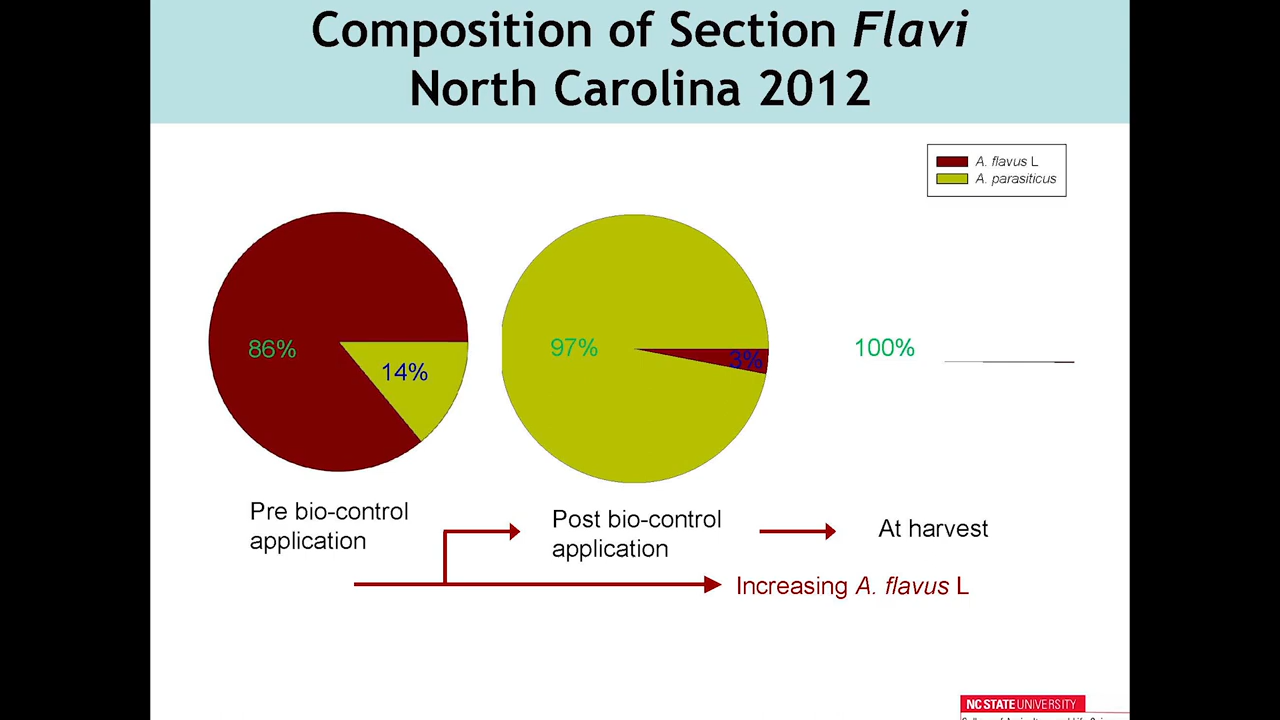 Composition of Section Flavi
North Carolina 2012
A. flavus L
A. parasiticus
86%
14%
97%
3%
100%
Pre bio-control
application
Post bio-control
application
At harvest
Increasing A. flavus L
NC STATE UNIVERSITY